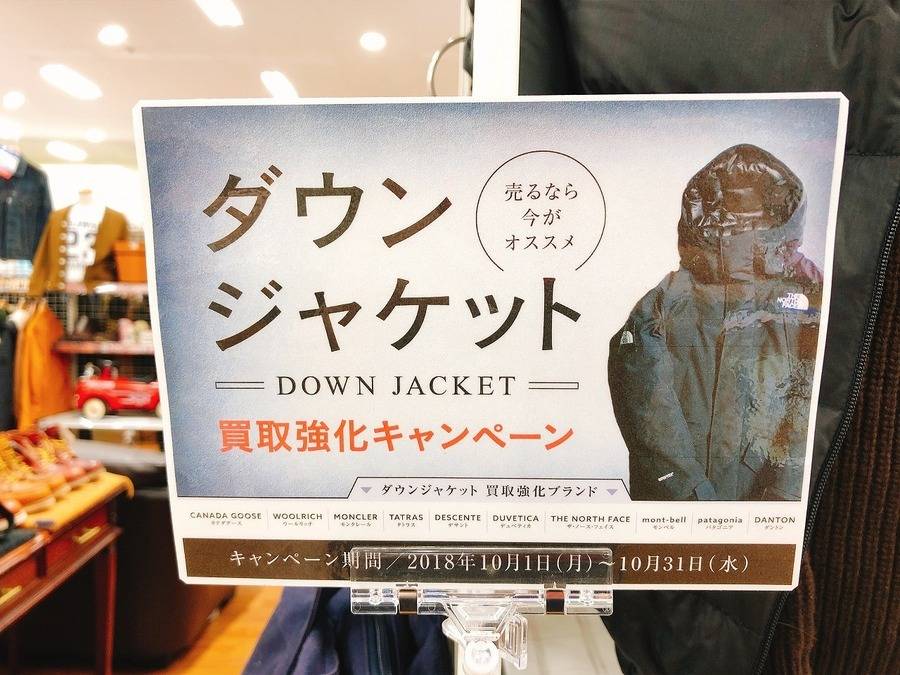 ダウン
ジャケット
売るなら
今が
オススメ
DOWN JACKET
買取強化キャンペーン
ダウンジャケット 買取強化ブランド
CANADA GOOSE WOOLRICH MONCLER TATRAS DESCENTE DUVETICA THE NORTH FACE mont-bell patagonia DANTON
カナダグース ウールリッチ モンクレール タトラス デサント デュベティカ ザ・ノース・フェイス モンベル パタゴニア ダントン
キャンペーン期間／2018年10月1日(月)～10月31日(水)